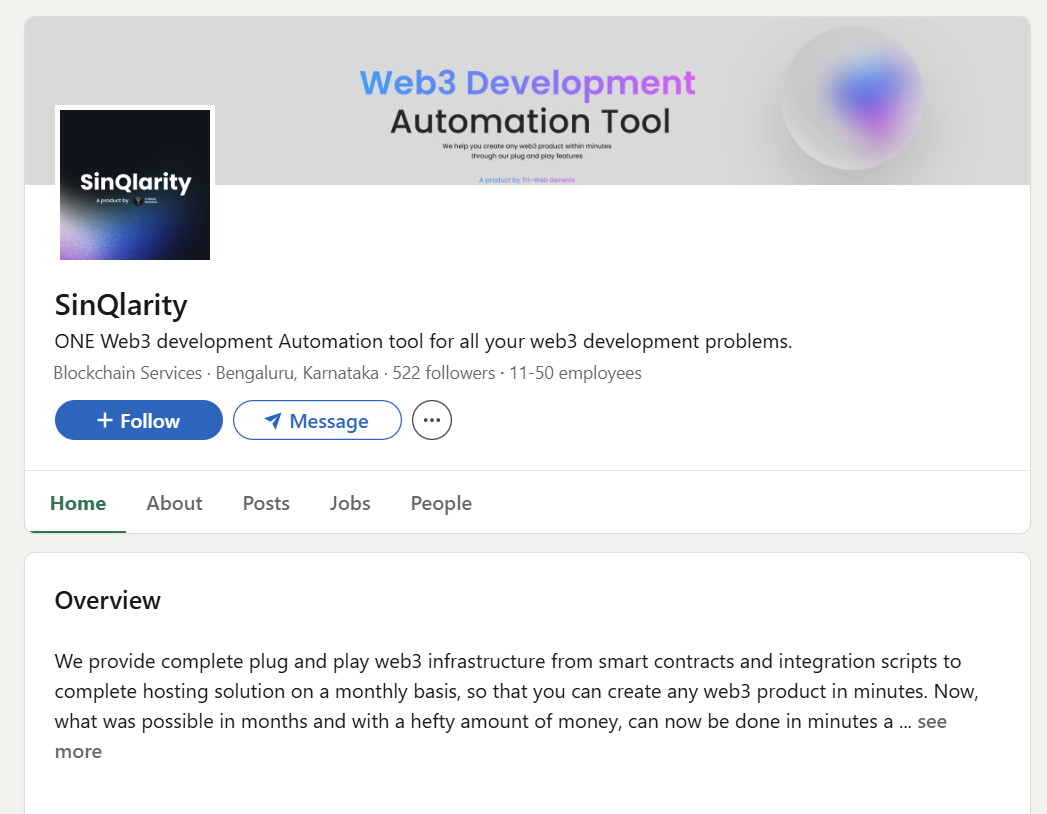 Web3 Development
Automation Tool
We help you create any web3 product within minutes
through our plug and play features
A product by Tri-Web Genesis
SinQlarity
A product by
SinQlarity
ONE Web3 development Automation tool for all your web3 development problems.
Blockchain Services · Bengaluru, Karnataka · 522 followers · 11-50 employees
+ Follow
Message
···
Home
About
Posts
Jobs
People
Overview
We provide complete plug and play web3 infrastructure from smart contracts and integration scripts to
complete hosting solution on a monthly basis, so that you can create any web3 product in minutes. Now,
what was possible in months and with a hefty amount of money, can now be done in minutes a ... see
more